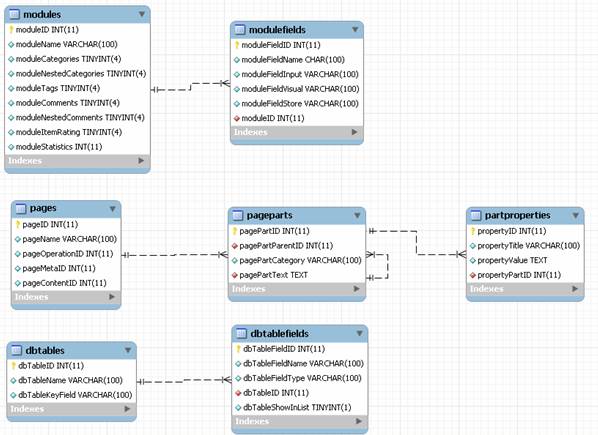 modules
moduleID INT(11)
moduleName VARCHAR(100)
moduleCategories TINYINT(4)
moduleNestedCategories TINYINT(4)
moduleTags TINYINT(4)
moduleComments TINYINT(4)
moduleNestedComments TINYINT(4)
moduleItemRating TINYINT(4)
moduleStatistics INT(11)
Indexes
modulefields
moduleFieldID INT(11)
moduleFieldName CHAR(100)
moduleFieldInput VARCHAR(100)
moduleFieldVisual VARCHAR(100)
moduleFieldStore VARCHAR(100)
moduleID INT(11)
Indexes
pages
pageID INT(11)
pageName VARCHAR(100)
pageOperationID INT(11)
pageMetaID INT(11)
pageContentID INT(11)
Indexes
pageparts
pagePartID INT(11)
pagePartParentID INT(11)
pagePartCategory VARCHAR(100)
pagePartText TEXT
Indexes
partproperties
propertyID INT(11)
propertyTitle VARCHAR(100)
propertyValue TEXT
propertyPartID INT(11)
Indexes
dbtables
dbTableID INT(11)
dbTableName VARCHAR(100)
dbTableKeyField VARCHAR(100)
Indexes
dbtablefields
dbTableFieldID INT(11)
dbTableFieldName VARCHAR(100)
dbTableFieldType VARCHAR(100)
dbTableID INT(11)
dbTableShowInList TINYINT(1)
Indexes